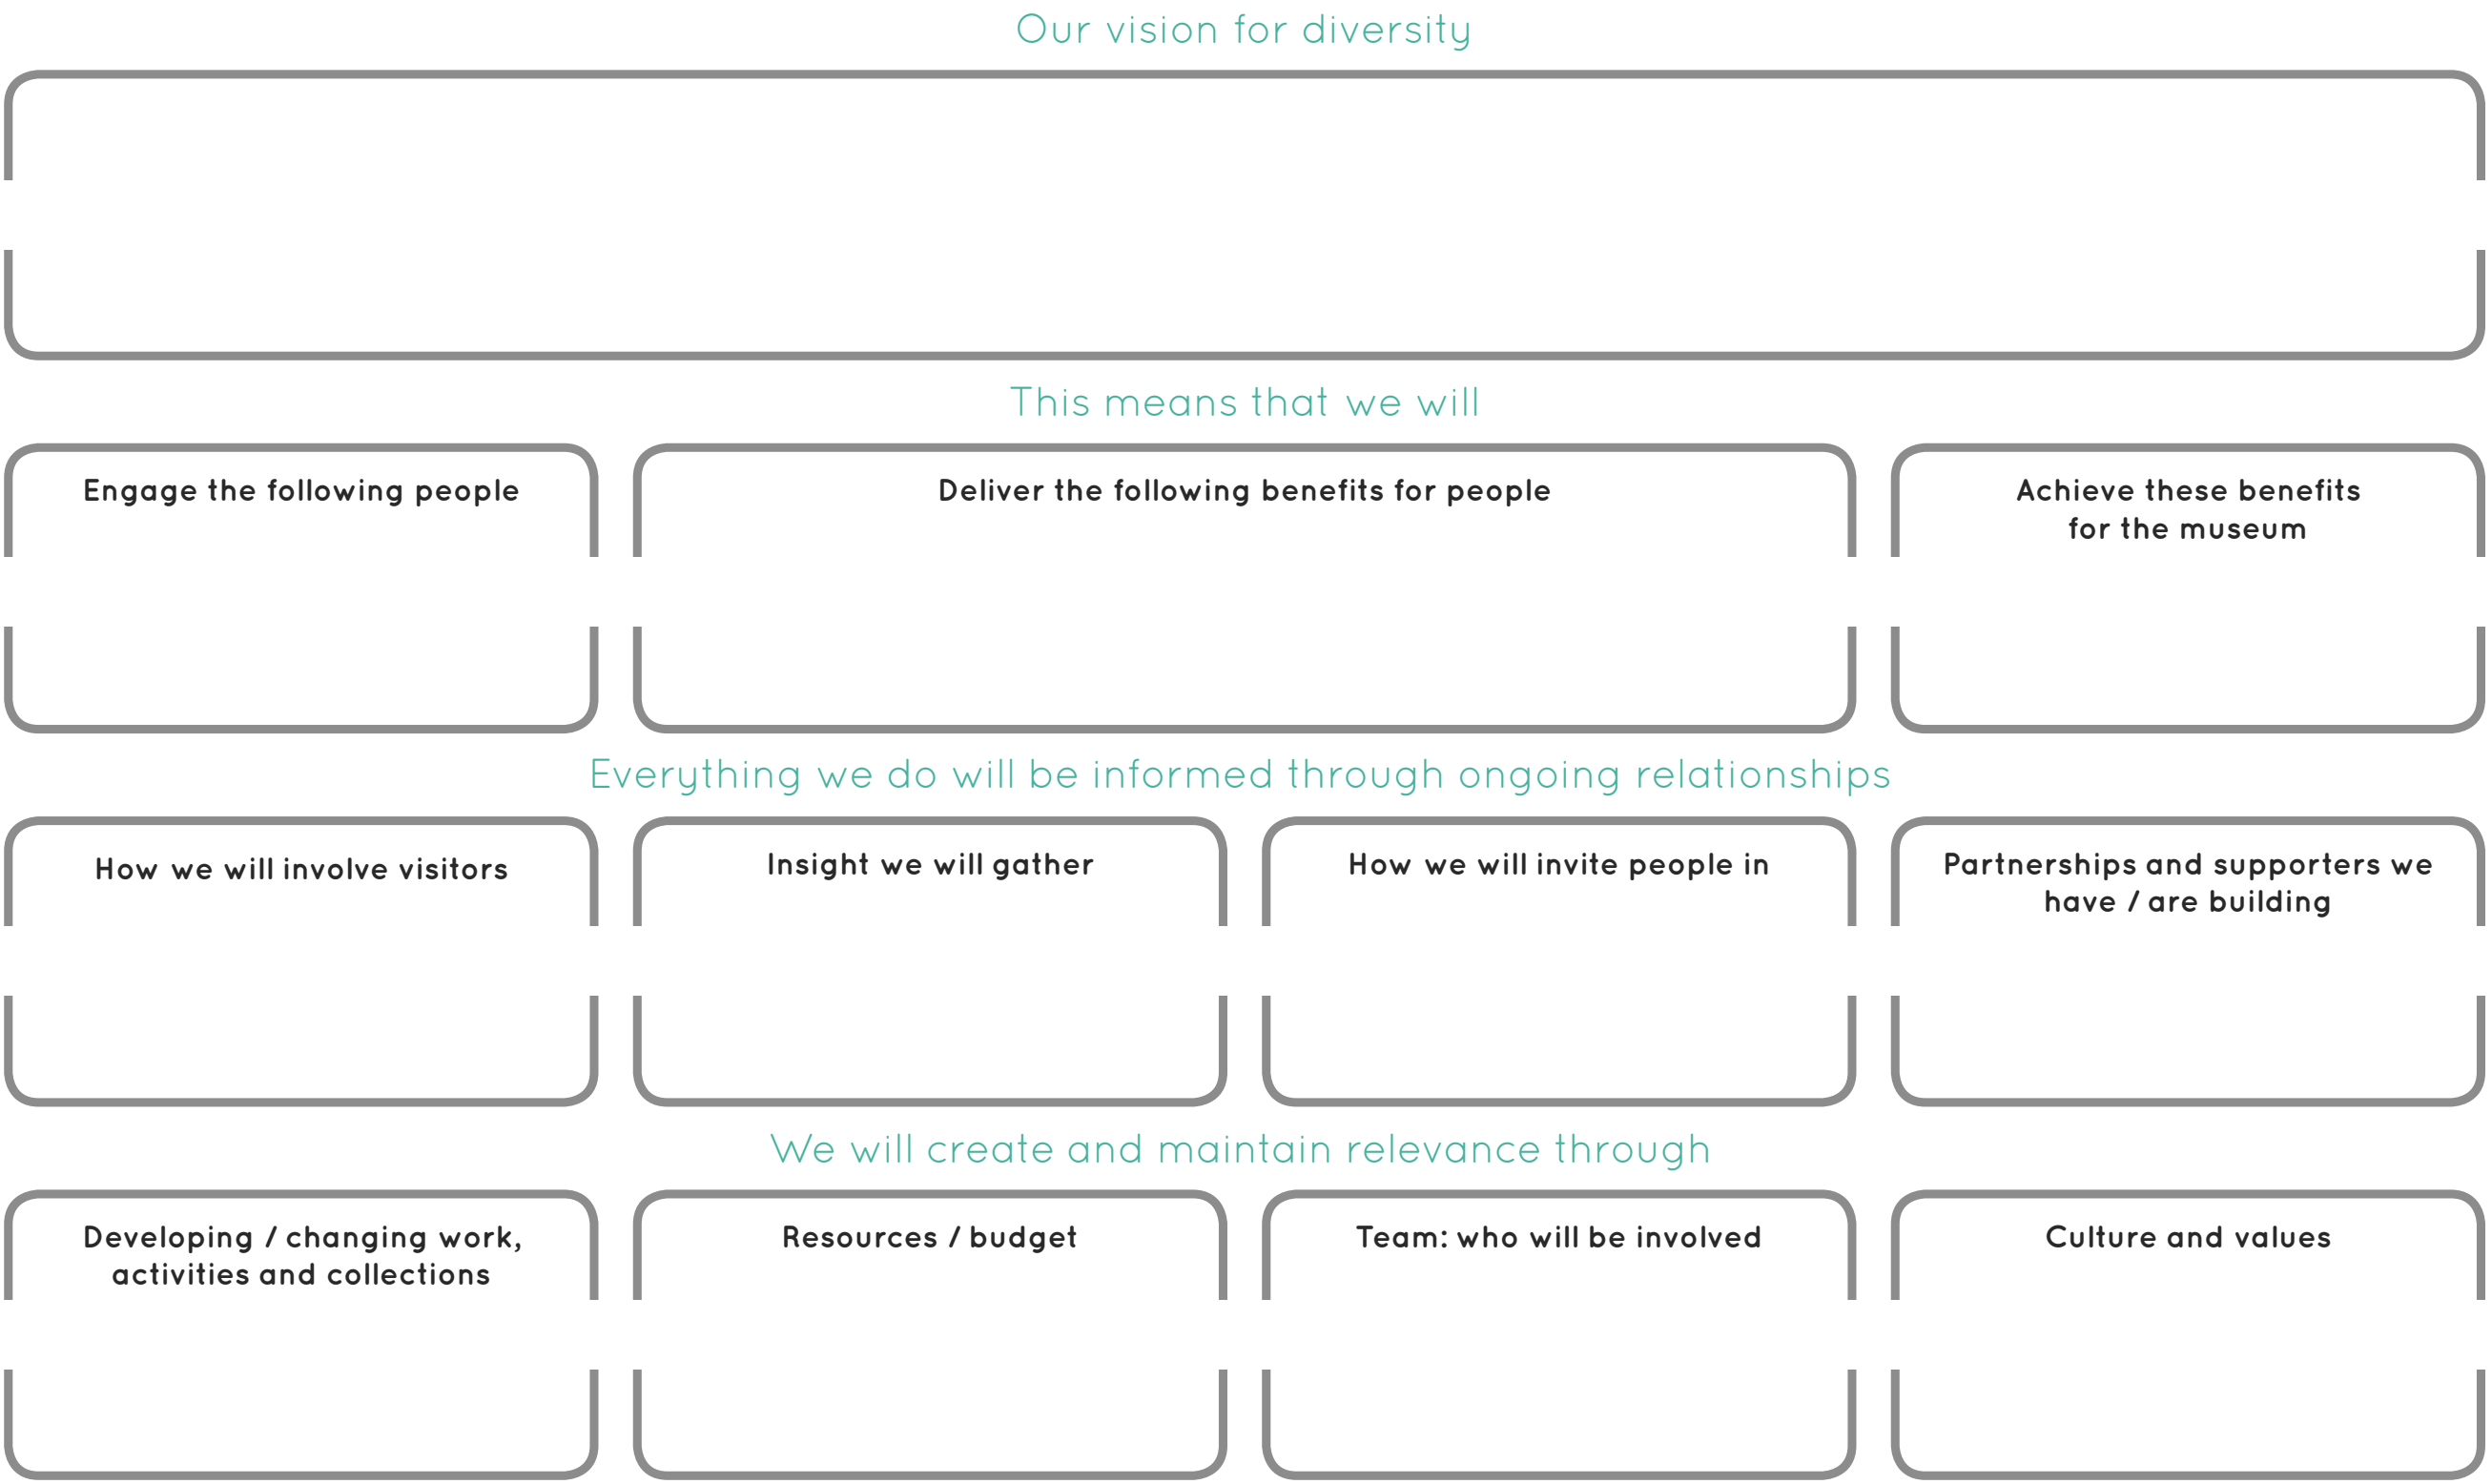 Our vision for diversity
This means that we will
Engage the following people
Deliver the following benefits for people
Achieve these benefits
for the museum
Everything we do will be informed through ongoing relationships
How we will involve visitors
Insight we will gather
How we will invite people in
Partnerships and supporters we
have / are building
We will create and maintain relevance through
Developing / changing work,
activities and collections
Resources / budget
Team: who will be involved
Culture and values